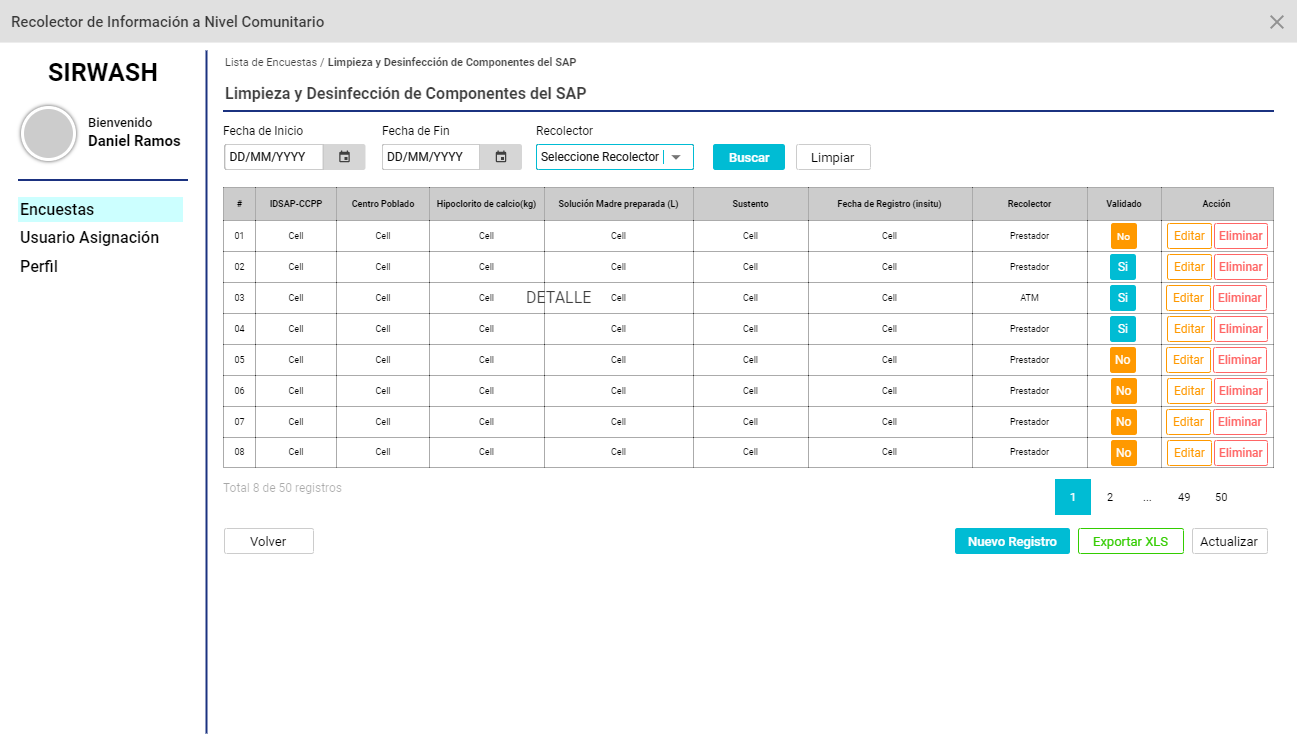 Recolector de Información a Nivel Comunitario
SIRWASH
Bienvenido
Daniel Ramos
Encuestas
Usuario Asignación
Perfil
Lista de Encuestas / Limpieza y Desinfección de Componentes del SAP
Limpieza y Desinfección de Componentes del SAP
Fecha de Inicio Fecha de Fin Recolector
DD/MM/YYYY DD/MM/YYYY Seleccione Recolector Buscar Limpiar
# IDSAP-CCPP Centro Poblado Hipoclorito de calcio(kg) Solución Madre preparada (L) Sustento Fecha de Registro (insitu) Recolector Validado Acción
01 Cell Cell Cell Cell Cell Cell Prestador No Editar Eliminar
02 Cell Cell Cell Cell Cell Cell Prestador Si Editar Eliminar
03 Cell Cell Cell DETALLE Cell Cell Cell ATM Si Editar Eliminar
04 Cell Cell Cell Cell Cell Cell Prestador Si Editar Eliminar
05 Cell Cell Cell Cell Cell Cell Prestador No Editar Eliminar
06 Cell Cell Cell Cell Cell Cell Prestador No Editar Eliminar
07 Cell Cell Cell Cell Cell Cell Prestador No Editar Eliminar
08 Cell Cell Cell Cell Cell Cell Prestador No Editar Eliminar
Total 8 de 50 registros
1 2 ... 49 50
Volver Nuevo Registro Exportar XLS Actualizar